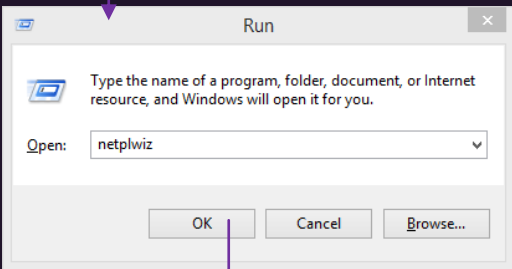 Run
Type the name of a program, folder, document, or Internet
resource, and Windows will open it for you.
Open: netplwiz
OK Cancel Browse...